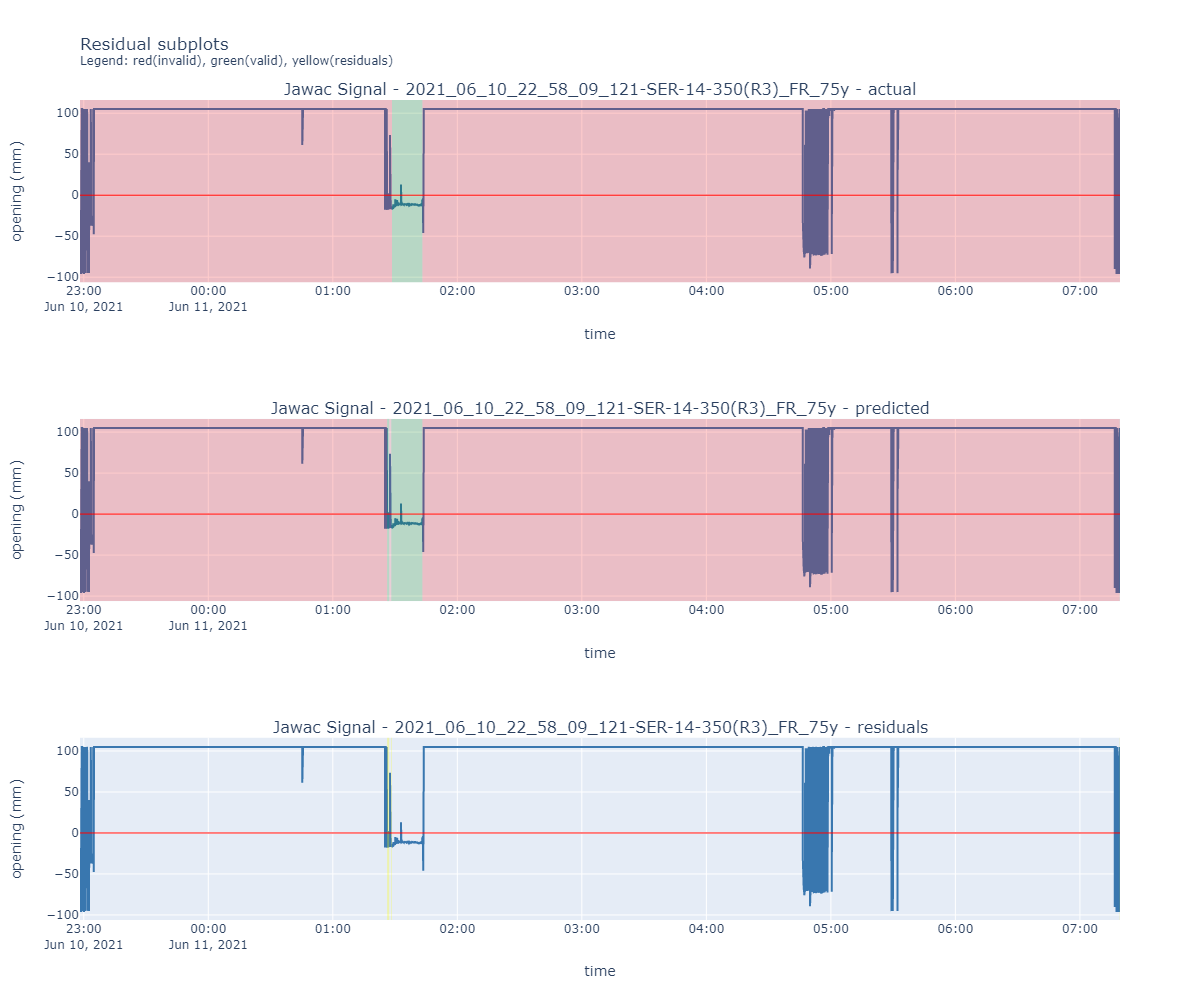 Residual subplots
Legend: red(invalid), green(valid), yellow(residuals)
Jawac Signal - 2021_06_10_22_58_09_121-SER-14-350(R3)_FR_75y - actual
opening (mm)
100
50
0
−50
−100
23:00 00:00 01:00 02:00 03:00 04:00 05:00 06:00 07:00
Jun 10, 2021 Jun 11, 2021
time
Jawac Signal - 2021_06_10_22_58_09_121-SER-14-350(R3)_FR_75y - predicted
opening (mm)
100
50
0
−50
−100
23:00 00:00 01:00 02:00 03:00 04:00 05:00 06:00 07:00
Jun 10, 2021 Jun 11, 2021
time
Jawac Signal - 2021_06_10_22_58_09_121-SER-14-350(R3)_FR_75y - residuals
opening (mm)
100
50
0
−50
−100
23:00 00:00 01:00 02:00 03:00 04:00 05:00 06:00 07:00
Jun 10, 2021 Jun 11, 2021
time